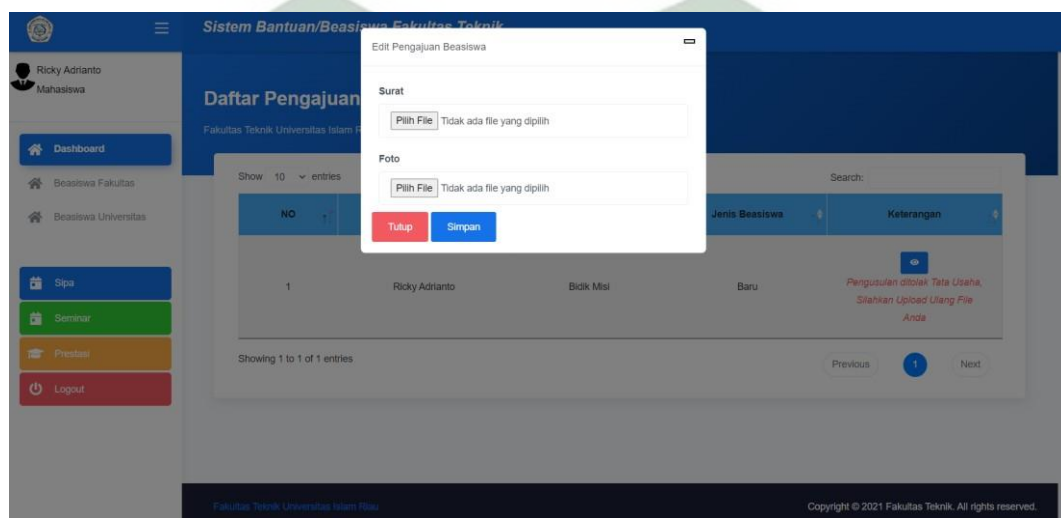 Sistem Bantuan/Beasiswa Fakultas Teknik
Ricky Adrianto
Mahasiswa
Dashboard
Beasiswa Fakultas
Beasiswa Universitas
Sipa
Seminar
Prestasi
Logout
Daftar Pengajuan
Fakultas Teknik Universitas Islam R
Edit Pengajuan Beasiswa
Surat
Pilih File Tidak ada file yang dipilih
Foto
Pilih File Tidak ada file yang dipilih
Tutup Simpan
Show 10 entries
Search:
NO Jenis Beasiswa Keterangan
1 Ricky Adrianto Bidik Misi Baru
Pengusulan ditolak Tata Usaha,
Silahkan Upload Ulang File
Anda
Showing 1 to 1 of 1 entries
Previous 1 Next
Fakultas Teknik Universitas Islam Riau
Copyright © 2021 Fakultas Teknik. All rights reserved.